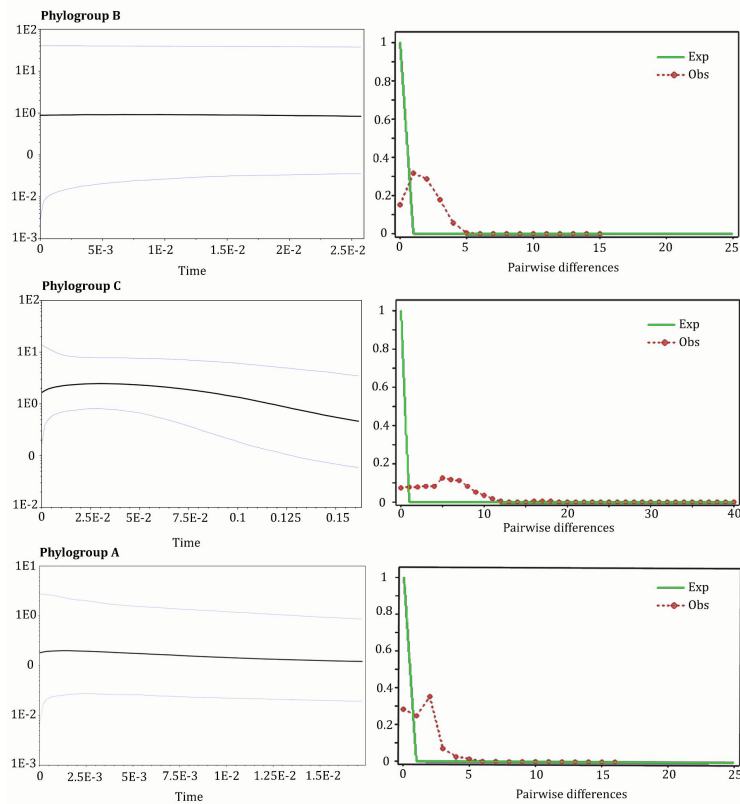 Phylogroup B
1E2
1E1
1E0
0
1E-2
1E-3
0
5E-3
1E-2
1.5E-2
2E-2
2.5E-2
Time
1
0.8
0.6
0.4
0.2
0
Exp
Obs
0
5
10
15
20
25
Pairwise differences
Phylogroup C
1E2
1E1
1E0
0
1E-2
0
2.5E-2
5E-2
7.5E-2
0.1
0.125
0.15
Time
1
0.8
0.6
0.4
0.2
0
Exp
Obs
0
10
20
30
40
Pairwise differences
Phylogroup A
1E1
1E0
0
1E-2
1E-3
0
2.5E-3
5E-3
7.5E-3
1E-2
1.5E-2
Time
1
0.8
0.6
0.4
0.2
0
Exp
Obs
0
5
10
15
20
25
Pairwise differences